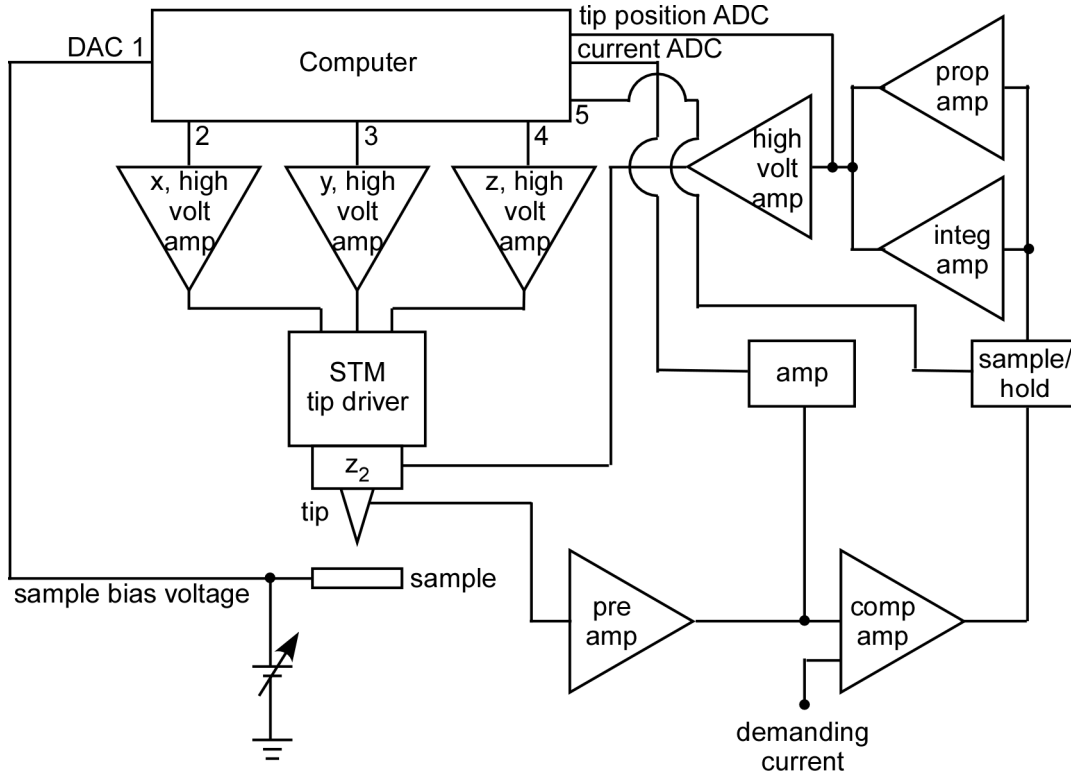 tip position ADC
DAC 1
current ADC
Computer
5
2
3
4
prop
amp
high
volt
amp
x, high
volt
amp
y, high
volt
amp
z, high
volt
amp
integ
amp
STM
tip driver
amp
sample/
hold
z2
tip
sample
sample bias voltage
pre
amp
comp
amp
demanding
current